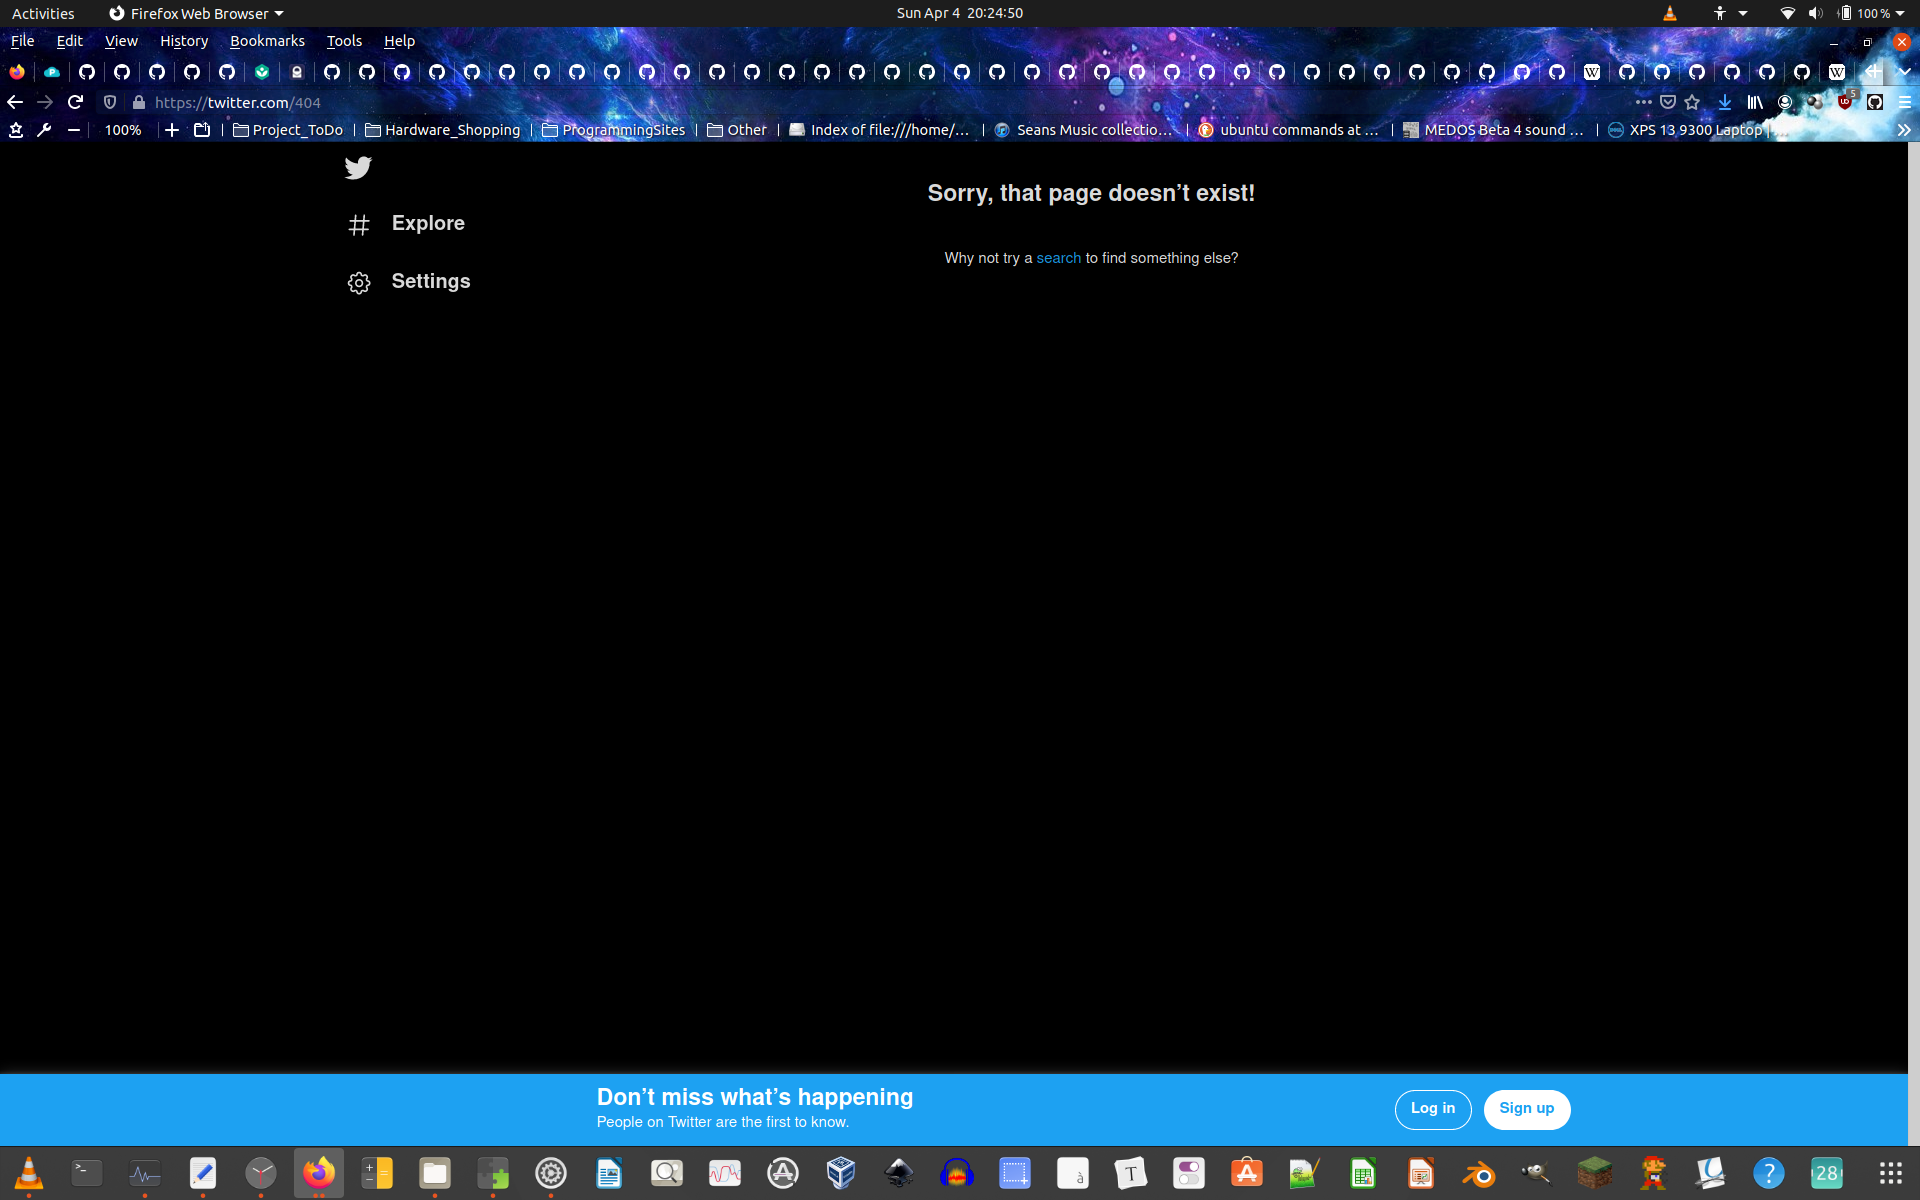 Activities Firefox Web Browser Sun Apr 4 20:24:50 100 %
File Edit View History Bookmarks Tools Help
https://twitter.com/404 5
100% Project_ToDo Hardware_Shopping ProgrammingSites Other Index of file:///home/... Seans Music collectio... ubuntu commands at ... MEDOS Beta 4 sound ... XPS 13 9300 Laptop | ...
Sorry, that page doesn’t exist!
Explore
Why not try a search to find something else?
Settings
Don’t miss what’s happening
People on Twitter are the first to know.
Log in
Sign up
28